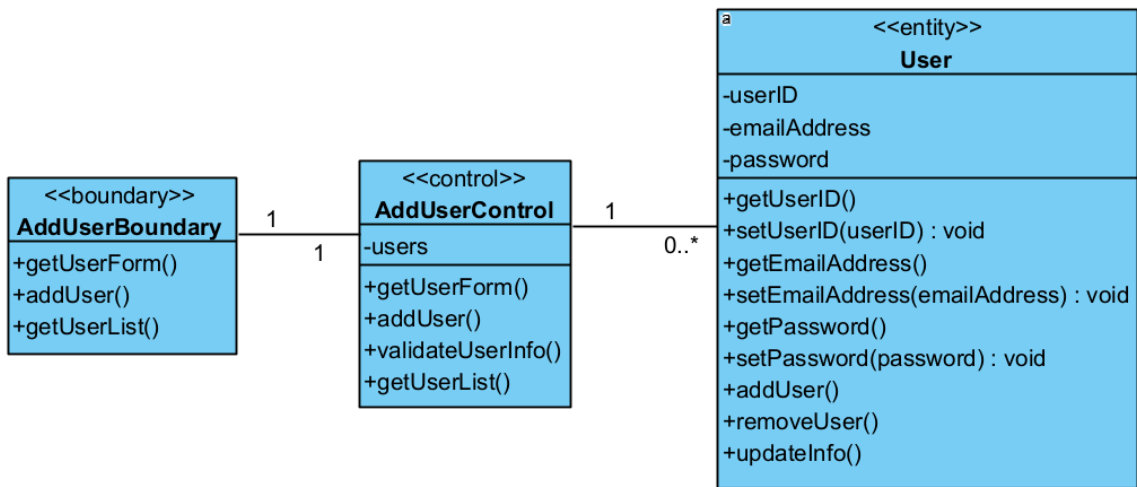 <<boundary>>
AddUserBoundary
+getUserForm()
+addUser()
+getUserList()
1
1
<<control>>
AddUserControl
-users
+getUserForm()
+addUser()
+validateUserInfo()
+getUserList()
1
0..*
a
<<entity>>
User
-userID
-emailAddress
-password
+getUserID()
+setUserID(userID) : void
+getEmailAddress()
+setEmailAddress(emailAddress) : void
+getPassword()
+setPassword(password) : void
+addUser()
+removeUser()
+updateInfo()